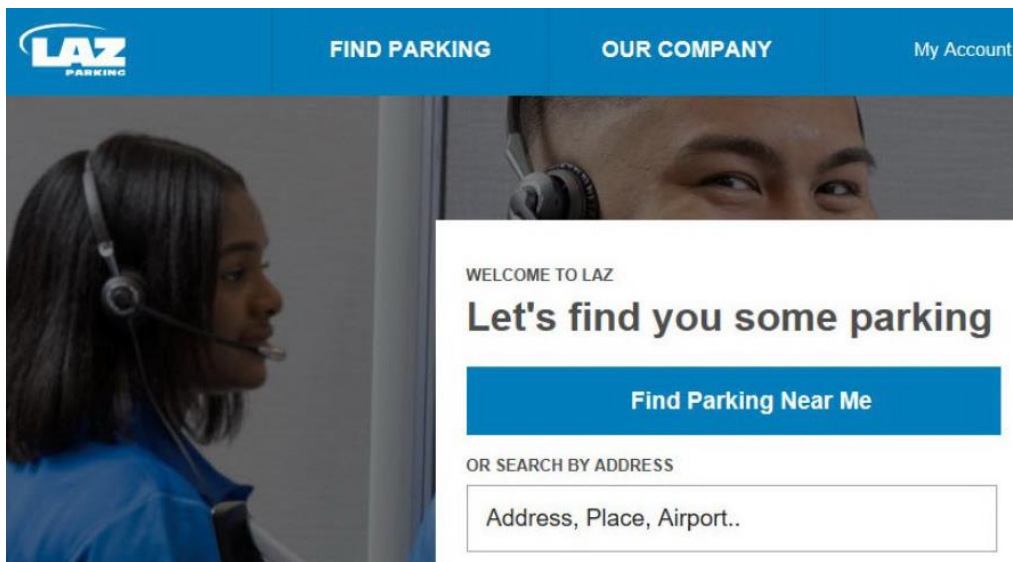 LAZ
PARKING
FIND PARKING
OUR COMPANY
My Account
WELCOME TO LAZ
Let's find you some parking
Find Parking Near Me
OR SEARCH BY ADDRESS
Address, Place, Airport..